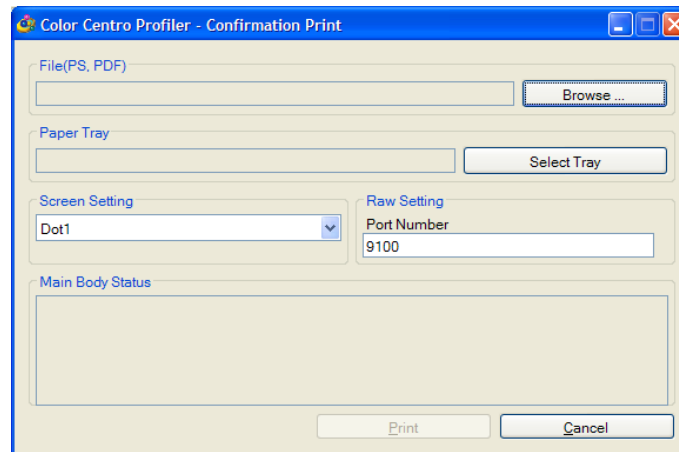 Color Centro Profiler - Confirmation Print
File(PS, PDF)
Browse ...
Paper Tray
Select Tray
Screen Setting
Raw Setting
Dot1
Port Number
9100
Main Body Status
Print
Cancel